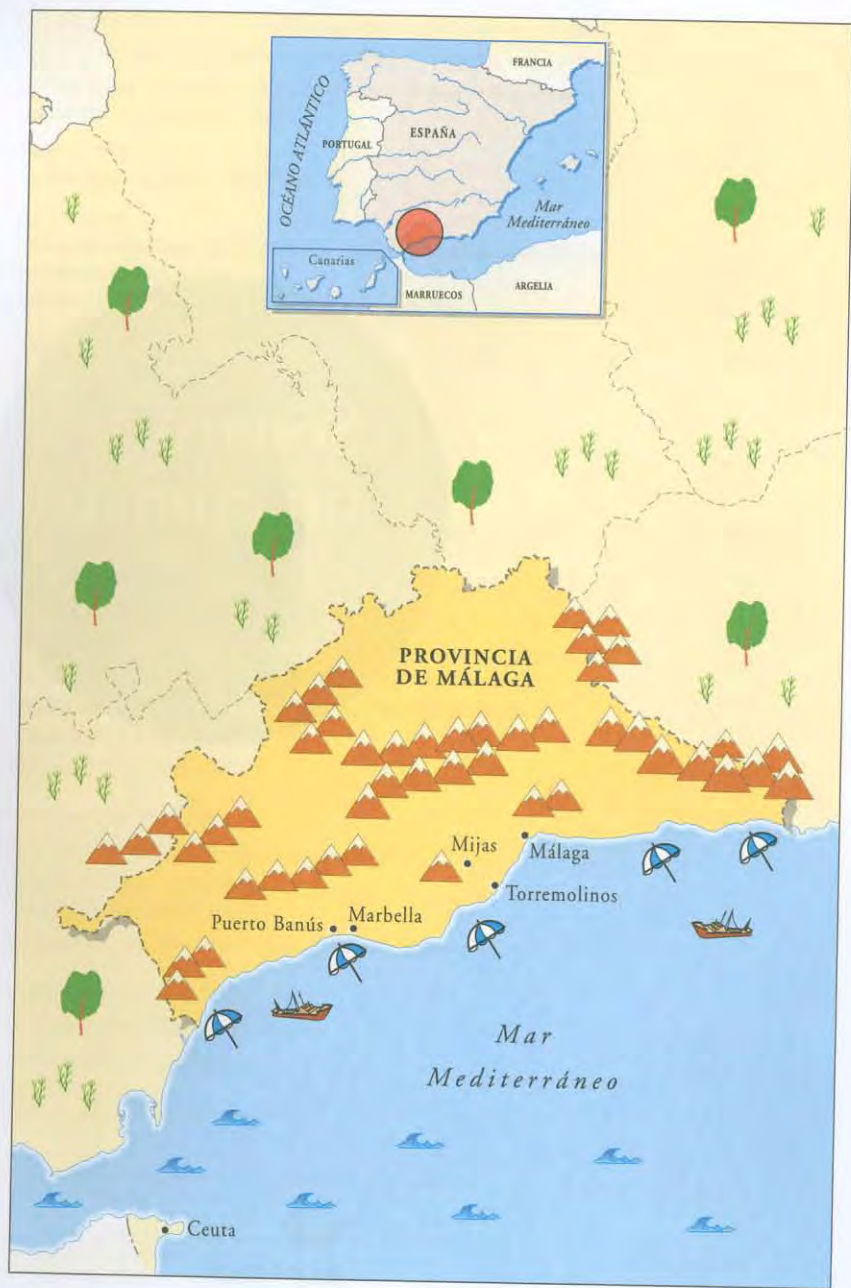 FRANCIA
OCÉANO ATLÁNTICO
ESPAÑA
PORTUGAL
Mar
Mediterráneo
Canarias
MARRUECOS
ARGELIA
PROVINCIA
DE MÁLAGA
Mijas
Málaga
Torremolinos
Puerto Banús
Marbella
Mar
Mediterráneo
Ceuta